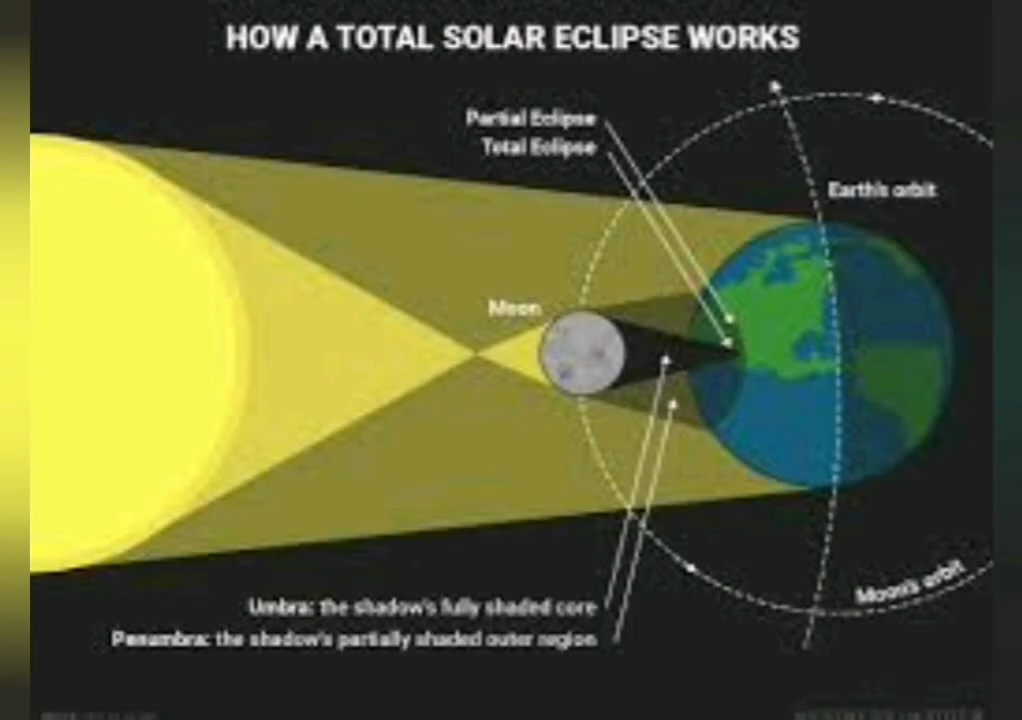 HOW A TOTAL SOLAR ECLIPSE WORKS
Partial Eclipse
Total Eclipse
Earth's orbit
Moon
Moon's orbit
Umbra: the shadow's fully shaded core
Penumbra: the shadow's partially shaded outer region